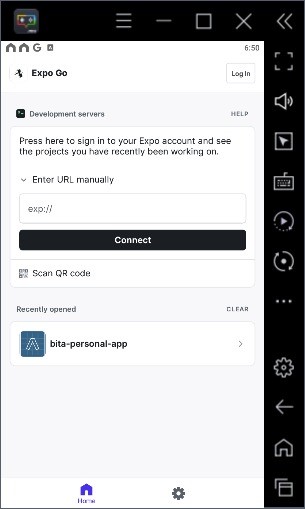 6:50
Expo Go
Log In
Development servers
HELP
Press here to sign in to your Expo account and see
the projects you have recently been working on.
Enter URL manually
exp://
Connect
Scan QR code
Recently opened
CLEAR
bita-personal-app
Home